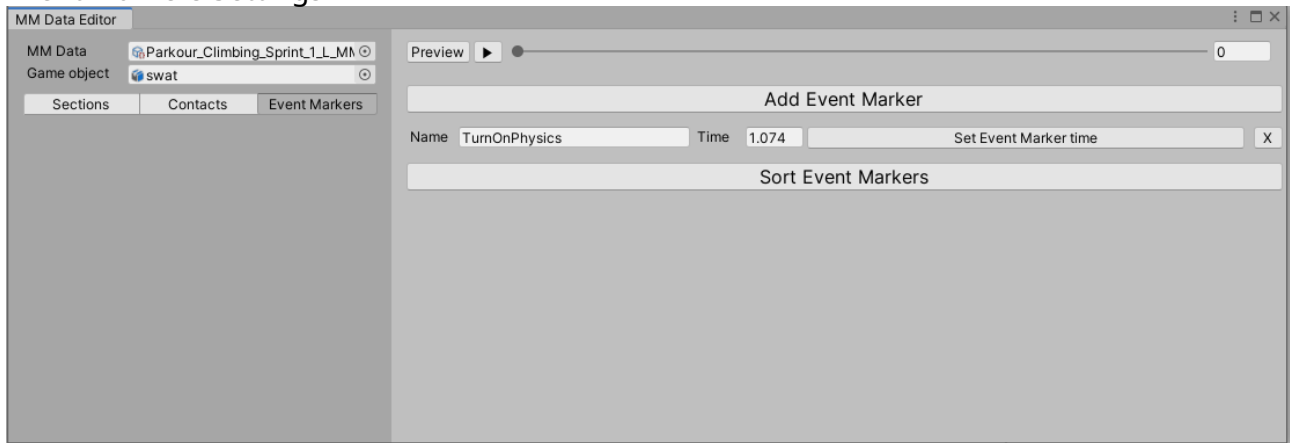 MM Data Editor
MM Data
Parkour_Climbing_Sprint_1_L_MM
Game object
swat
Sections
Contacts
Event Markers
Preview
0
Add Event Marker
Name
TurnOnPhysics
Time
1.074
Set Event Marker time
X
Sort Event Markers